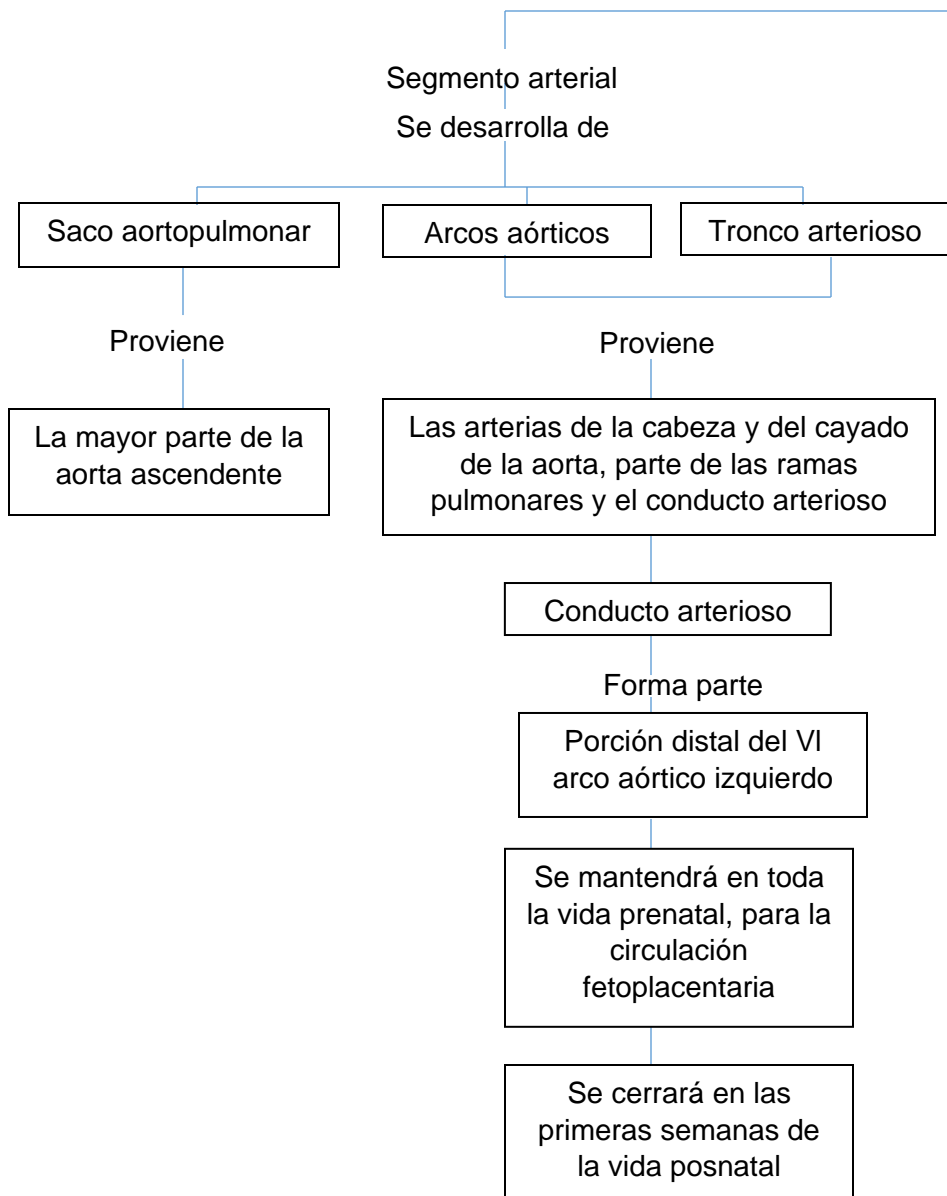 Segmento arterial
Se desarrolla de
Saco aortopulmonar
Arcos aórticos
Tronco arterioso
Proviene
Proviene
La mayor parte de la
aorta ascendente
Las arterias de la cabeza y del cayado
de la aorta, parte de las ramas
pulmonares y el conducto arterioso
Conducto arterioso
Forma parte
Porción distal del VI
arco aórtico izquierdo
Se mantendrá en toda
la vida prenatal, para la
circulación
fetoplacentaria
Se cerrará en las
primeras semanas de
la vida posnatal